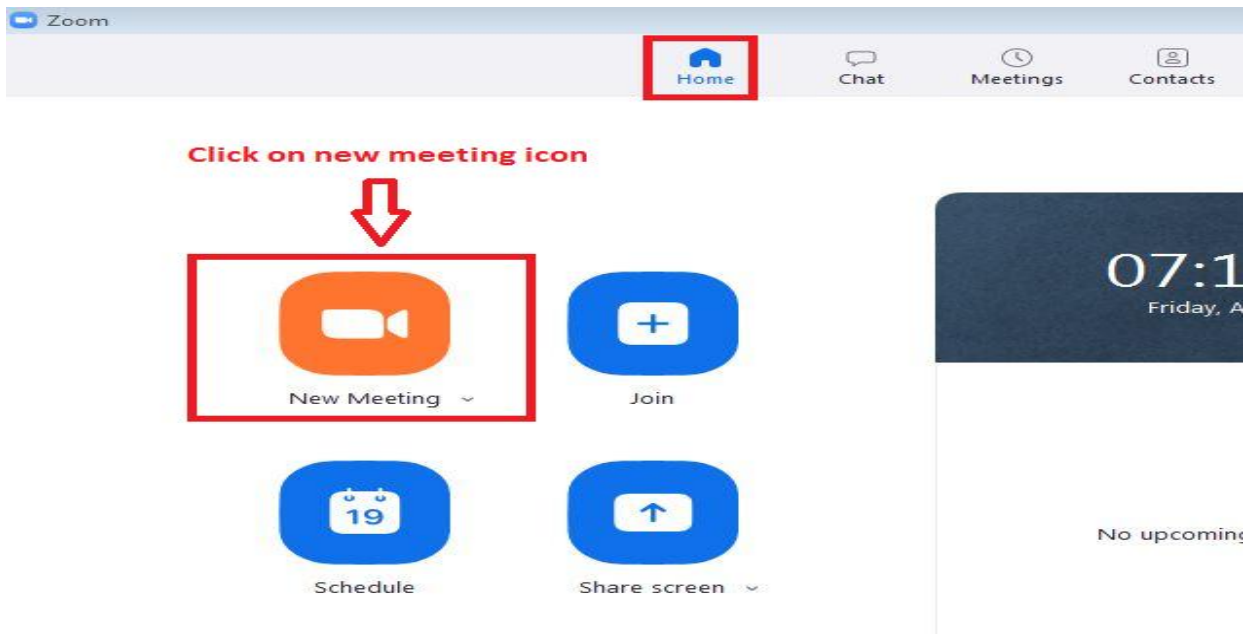 Zoom
Home Chat Meetings Contacts
Click on new meeting icon
07:1
Friday, A
New Meeting Join
19
Schedule Share screen
No upcoming